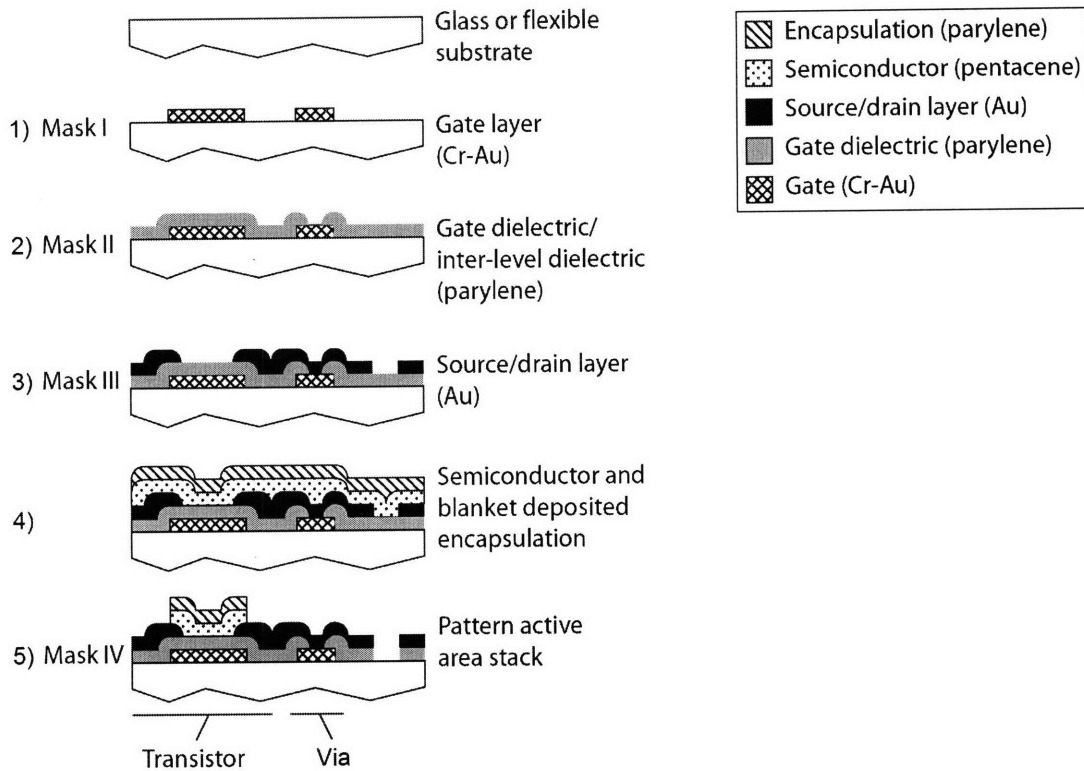 Glass or flexible
substrate
1) Mask I
Gate layer
(Cr-Au)
2) Mask II
Gate dielectric/
inter-level dielectric
(parylene)
3) Mask III
Source/drain layer
(Au)
4)
Semiconductor and
blanket deposited
encapsulation
5) Mask IV
Pattern active
area stack
Transistor
Via
Encapsulation (parylene)
Semiconductor (pentacene)
Source/drain layer (Au)
Gate dielectric (parylene)
Gate (Cr-Au)